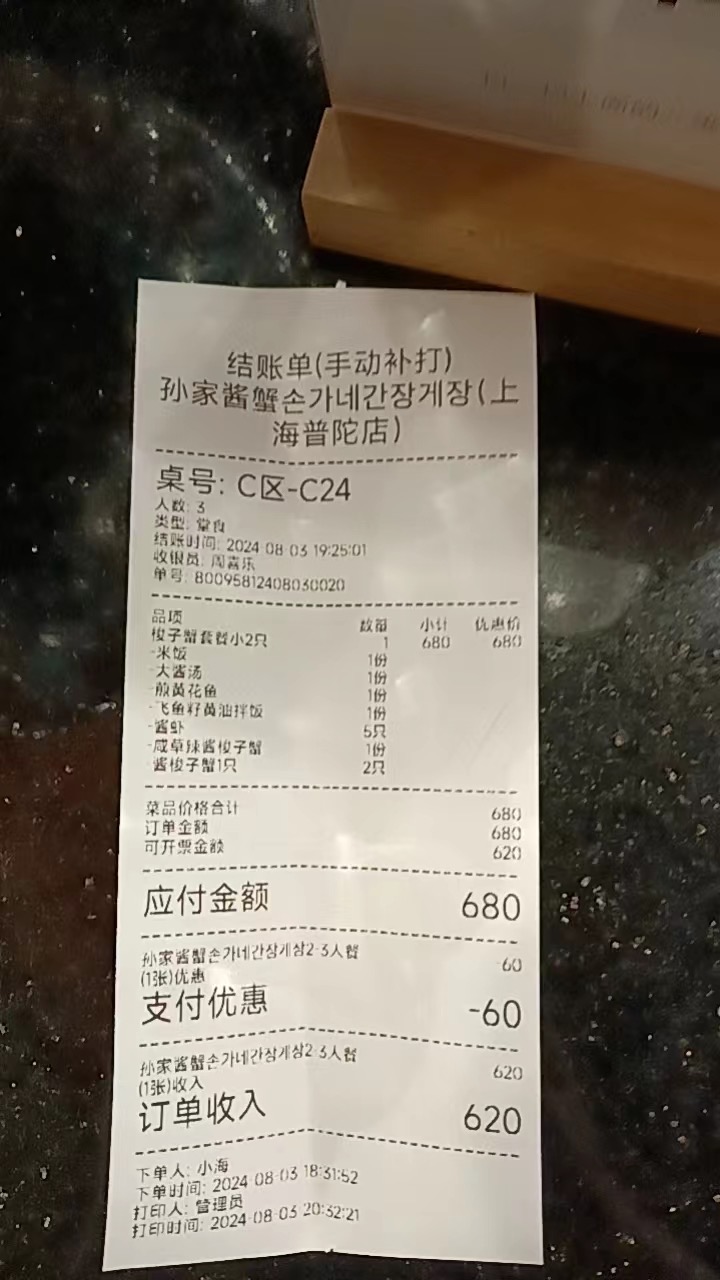 结账单(手动补打)
孙家酱蟹손가네간장게장(上
海普陀店)
桌号: C区-C24
人数: 3
类型: 堂食
结账时间: 2024-08-03 19:25:01
收银员: 周嘉乐
单号: 80095812408030020
品项 数量 小计 优惠价
梭子蟹套餐小2只 1 680 680
-米饭 1份
-大酱汤 1份
-煎黄花鱼 1份
-飞鱼籽黄油拌饭 1份
-酱虾 5只
-咸草辣酱梭子蟹 1份
-酱梭子蟹1只 2只
菜品价格合计 680
订单金额 680
可开票金额 620
应付金额 680
孙家酱蟹손가네간장게장2-3人餐 -60
(1张)优惠
支付优惠 -60
孙家酱蟹손가네간장게장2-3人餐 620
(1张)收入
订单收入 620
下单人: 小海
下单时间: 2024-08-03 18:31:52
打印人: 管理员
打印时间: 2024-08-03 20:32:21